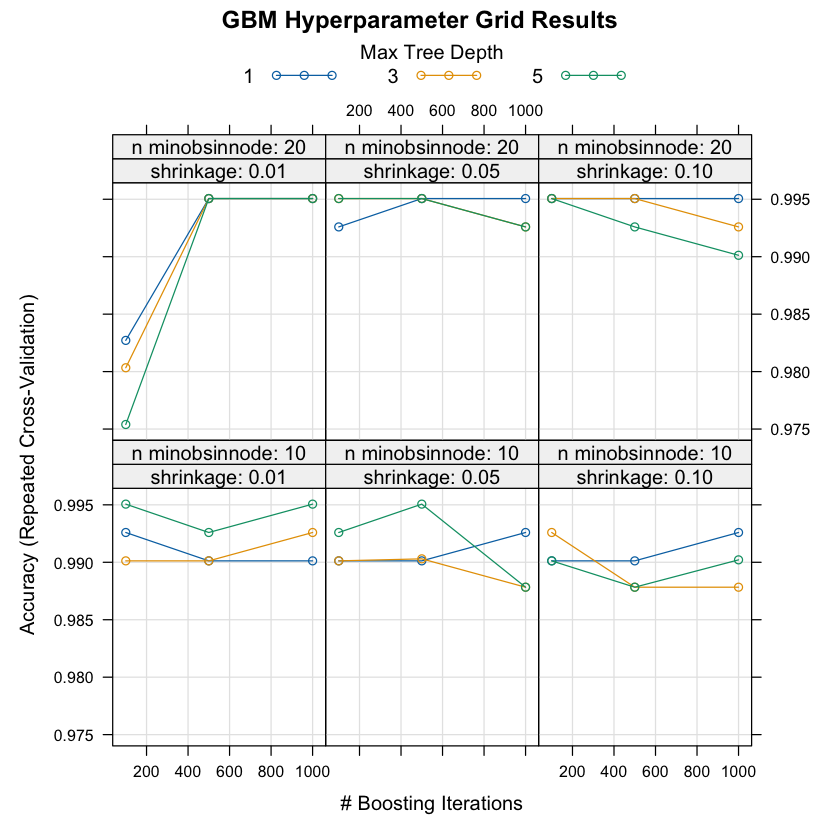 GBM Hyperparameter Grid Results
Max Tree Depth
1 3 5
200 400 600 800 1000
n minobsinnode: 20 n minobsinnode: 20 n minobsinnode: 20
shrinkage: 0.01 shrinkage: 0.05 shrinkage: 0.10
0.995
0.990
0.985
0.980
0.975
Accuracy (Repeated Cross-Validation)
n minobsinnode: 10 n minobsinnode: 10 n minobsinnode: 10
shrinkage: 0.01 shrinkage: 0.05 shrinkage: 0.10
0.995
0.990
0.985
0.980
0.975
200 400 600 800 1000 200 400 600 800 1000
# Boosting Iterations